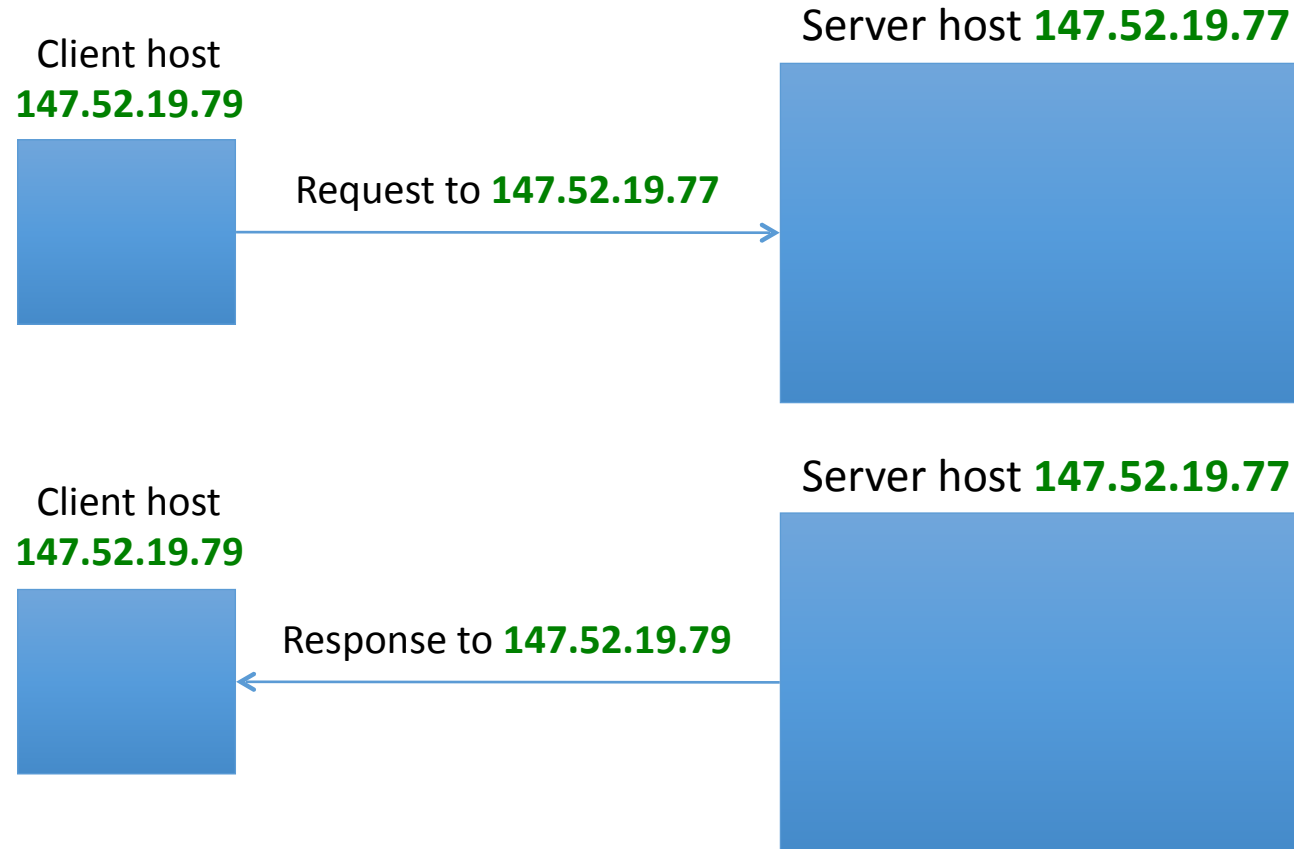 Server host 147.52.19.77
Client host
147.52.19.79
Request to 147.52.19.77
Server host 147.52.19.77
Client host
147.52.19.79
Response to 147.52.19.79